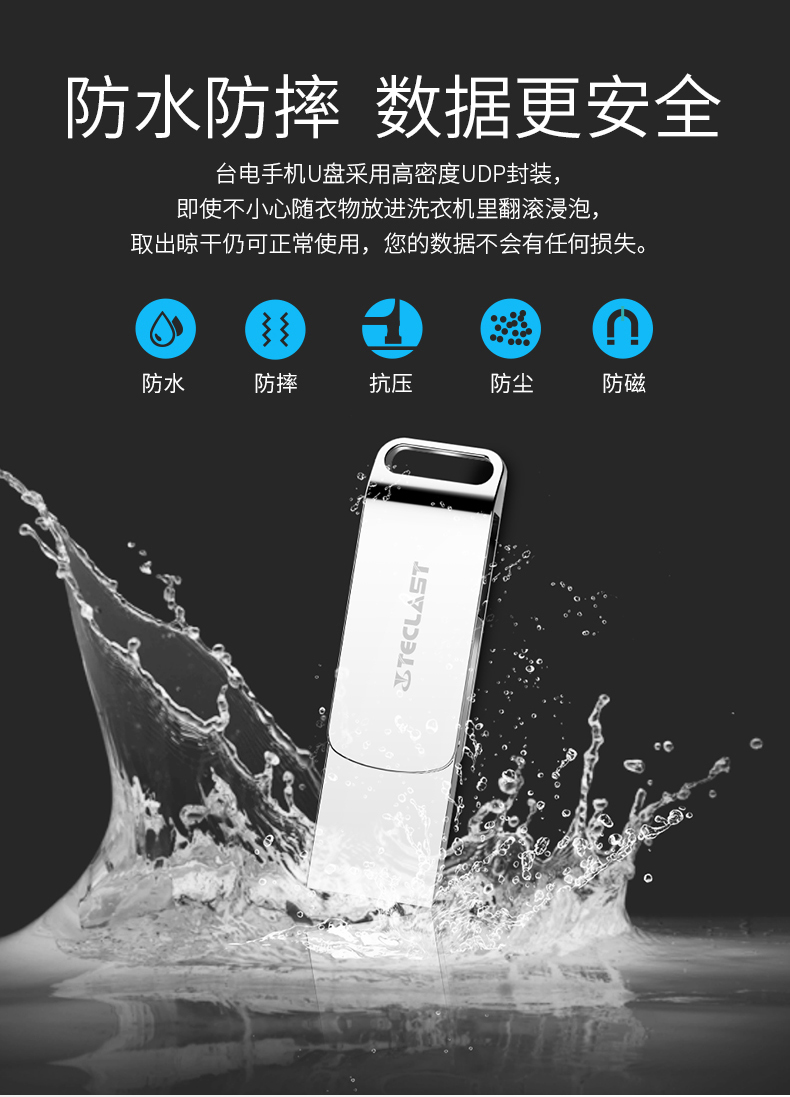 防水防摔 数据更安全
台电手机U盘采用高密度UDP封装，
即使不小心随衣物放进洗衣机里翻滚浸泡，
取出晾干仍可正常使用，您的数据不会有任何损失。
防水 防摔 抗压 防尘 防磁
TECLAST